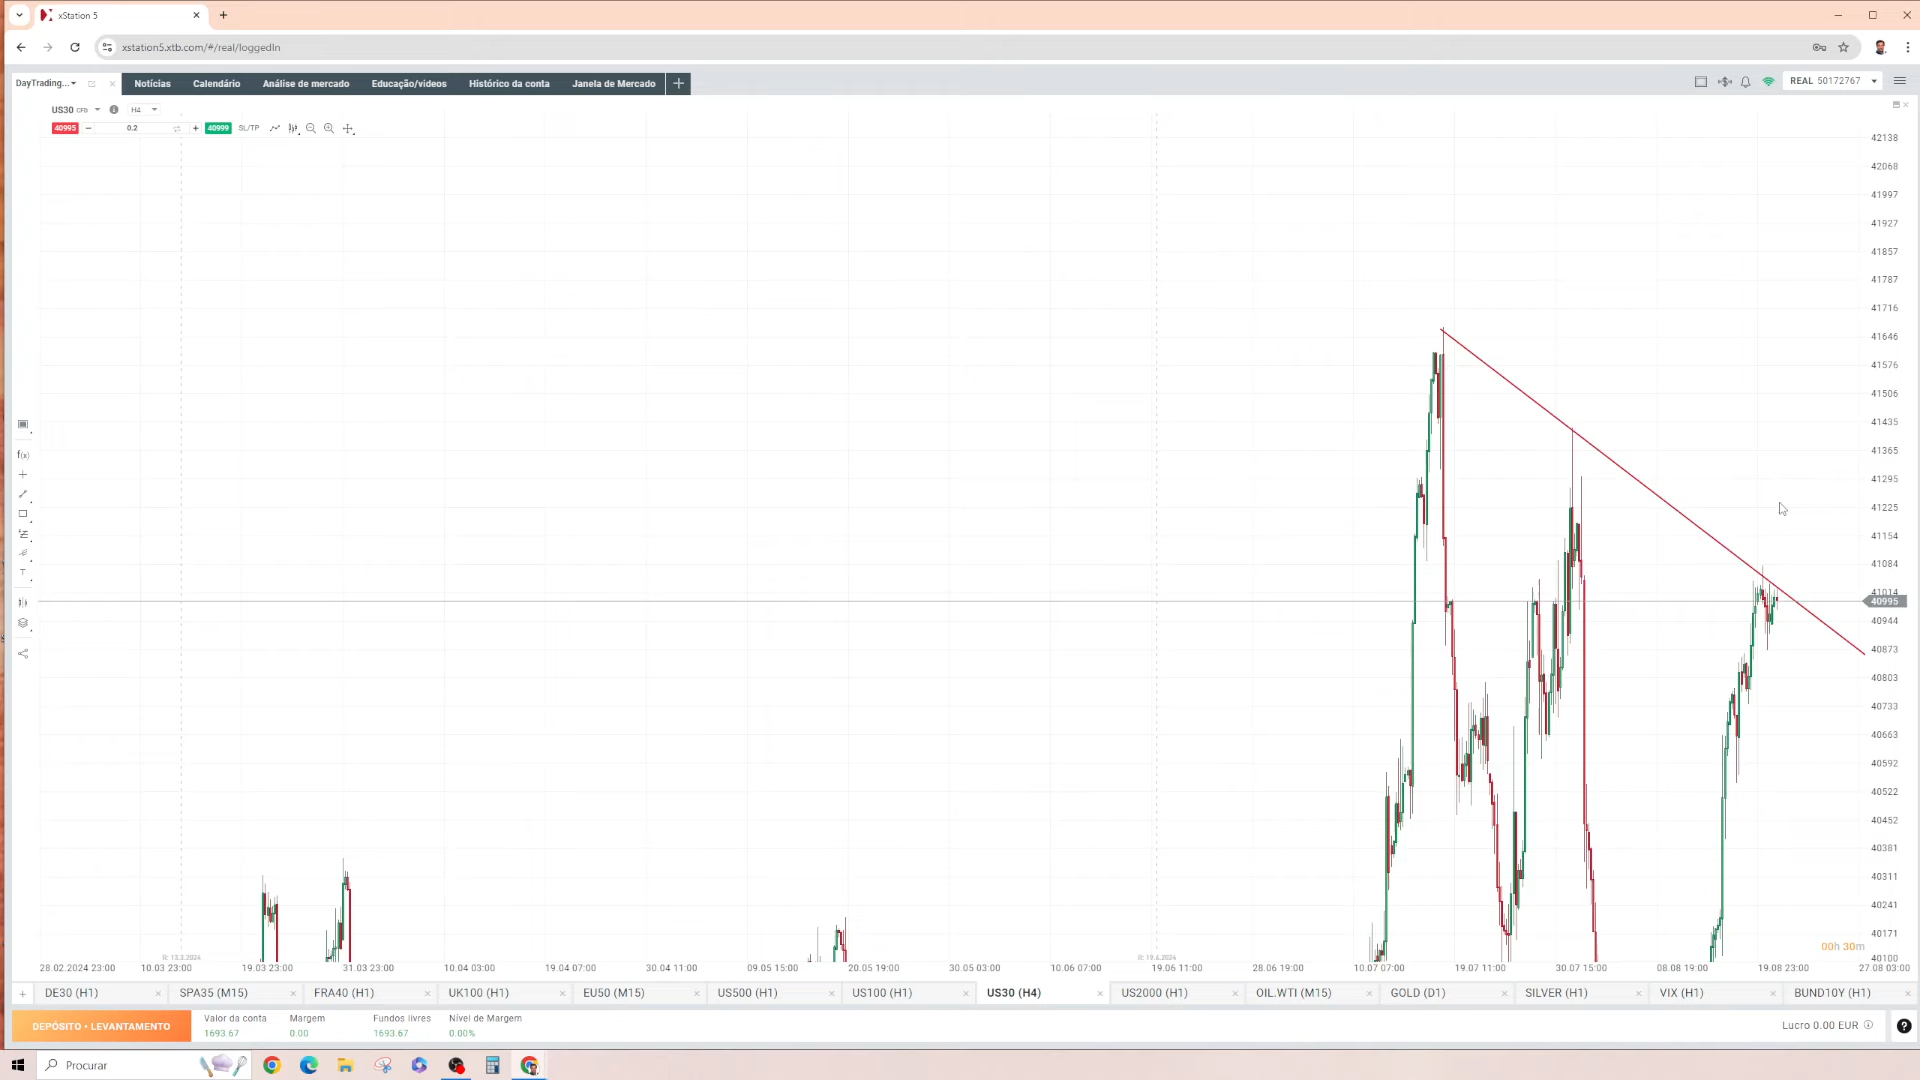 xStation 5
xstation5.xtb.com/#/real/loggedIn
DayTrading...
Notícias
Calendário
Análise de mercado
Educação/videos
Histórico da conta
Janela de Mercado
REAL 50172767
US30 CFD
H4
40995
0.2
40999
SL/TP
42138
42068
41997
41927
41857
41787
41716
41646
41576
41506
41435
41365
41295
41225
41154
41084
41014
40995
40944
40873
40803
40733
40663
40592
40522
40452
40381
40311
40241
40171
40100
f(x)
T
R: 13.3.2024
R: 19.6.2024
00h 30m
28.02.2024 23:00
10.03 23:00
19.03 23:00
31.03 23:00
10.04 03:00
19.04 07:00
30.04 11:00
09.05 15:00
20.05 19:00
30.05 03:00
10.06 07:00
19.06 11:00
28.06 19:00
10.07 07:00
19.07 11:00
30.07 15:00
08.08 19:00
19.08 23:00
27.08 03:00
DE30 (H1)
SPA35 (M15)
FRA40 (H1)
UK100 (H1)
EU50 (M15)
US500 (H1)
US100 (H1)
US30 (H4)
US2000 (H1)
OIL.WTI (M15)
GOLD (D1)
SILVER (H1)
VIX (H1)
BUND10Y (H1)
DEPÓSITO • LEVANTAMENTO
Valor da conta
1693.67
Margem
0.00
Fundos livres
1693.67
Nível de Margem
0.00%
Lucro 0.00 EUR
Procurar